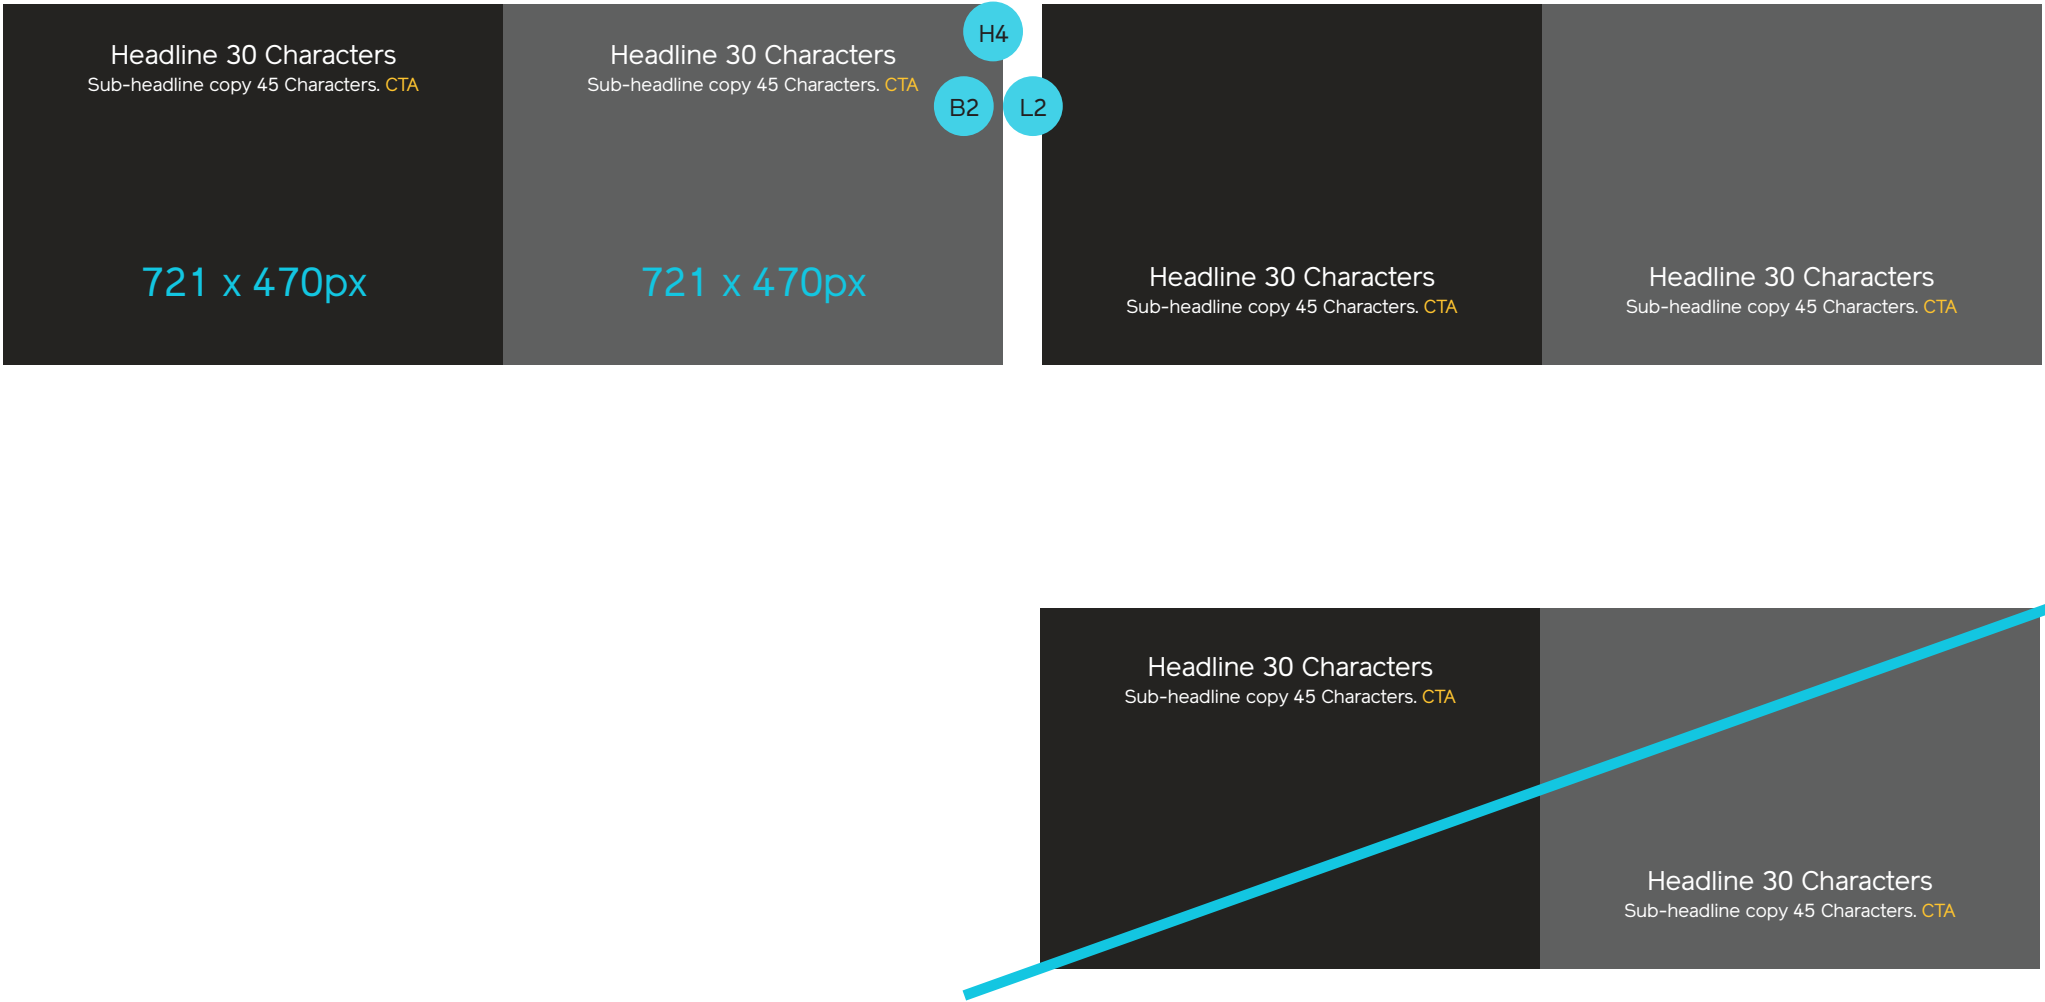 Headline 30 Characters
Sub-headline copy 45 Characters. CTA
721 x 470px
Headline 30 Characters
Sub-headline copy 45 Characters. CTA
721 x 470px
H4
B2
L2
Headline 30 Characters
Sub-headline copy 45 Characters. CTA
Headline 30 Characters
Sub-headline copy 45 Characters. CTA
Headline 30 Characters
Sub-headline copy 45 Characters. CTA
Headline 30 Characters
Sub-headline copy 45 Characters. CTA